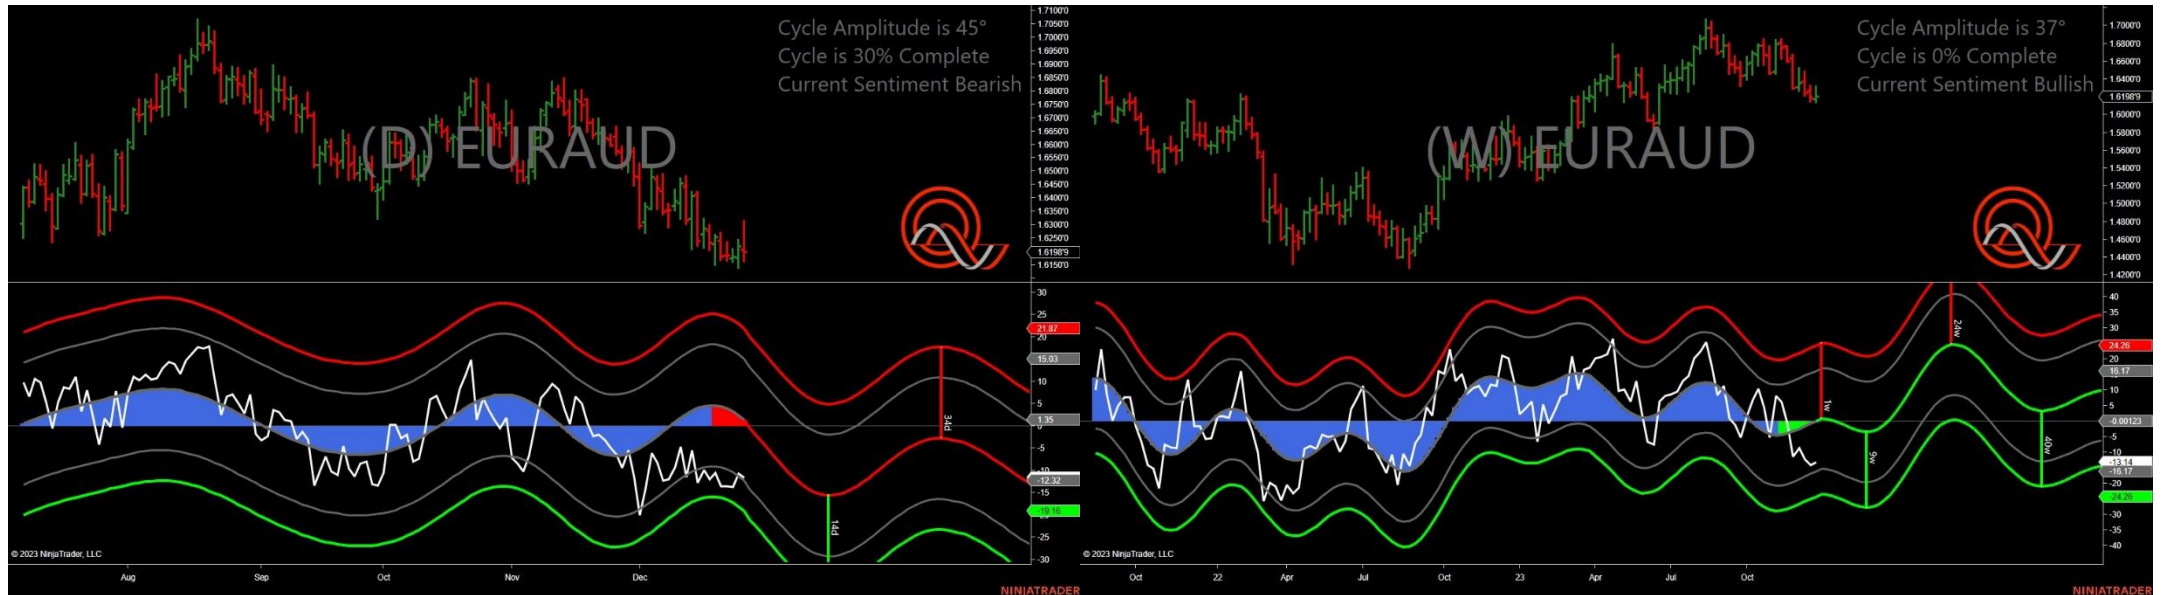 Cycle Amplitude is 45°
Cycle is 30% Complete
Current Sentiment Bearish
(D) EURAUD
1.7100'0
1.7050'0
1.7000'0
1.6950'0
1.6900'0
1.6850'0
1.6800'0
1.6750'0
1.6700'0
1.6650'0
1.6600'0
1.6550'0
1.6500'0
1.6450'0
1.6400'0
1.6350'0
1.6300'0
1.6250'0
1.6198'9
1.6150'0
30
25
21.87
20
15.03
10
5
1.35
0
-5
-10
-12.32
-15
-19.16
-25
-30
34d
14d
© 2023 NinjaTrader, LLC
Aug
Sep
Oct
Nov
Dec
NINJATRADER
Cycle Amplitude is 37°
Cycle is 0% Complete
Current Sentiment Bullish
(W) EURAUD
1.7000'0
1.6800'0
1.6600'0
1.6400'0
1.6198'9
1.6000'0
1.5800'0
1.5600'0
1.5400'0
1.5200'0
1.5000'0
1.4800'0
1.4600'0
1.4400'0
1.4200'0
40
35
30
24.26
20
16.17
10
5
-0.00123
-5
-10
-13.14
-16.17
-20
-24.26
-30
-35
-40
1w
9w
24w
40w
© 2023 NinjaTrader, LLC
Oct
22
Apr
Jul
Oct
23
Apr
Jul
Oct
NINJATRADER